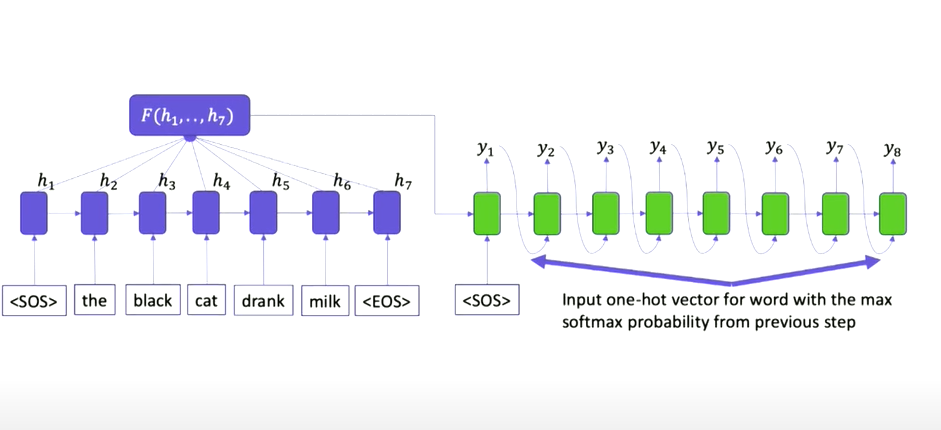 F(h₁,..,h₇)
h₁ h₂ h₃ h₄ h₅ h₆ h₇
y₁ y₂ y₃ y₄ y₅ y₆ y₇ y₈
<SOS> the black cat drank milk <EOS> <SOS>
Input one-hot vector for word with the max
softmax probability from previous step